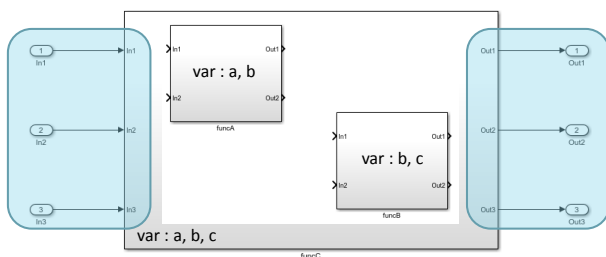 1
In1
2
In2
3
In3
In1
In2
In3
In1
In2
var : a, b
Out1
Out2
funcA
In1
In2
var : b, c
Out1
Out2
funcB
var : a, b, c
funcC
Out1
Out2
Out3
1
Out1
2
Out2
3
Out3